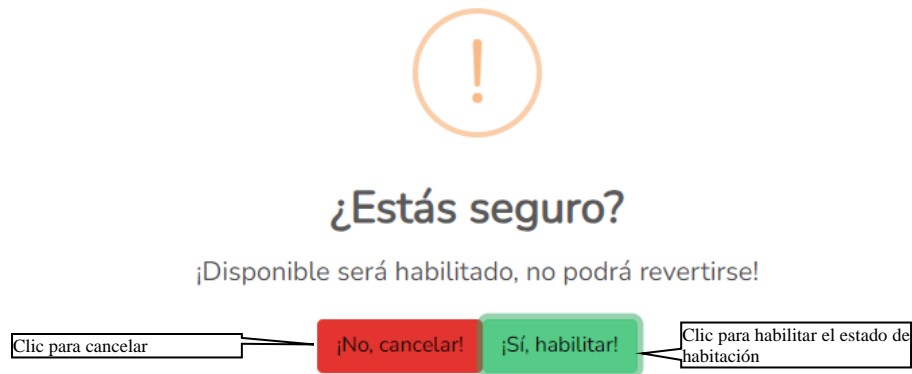 !
¿Estás seguro?
¡Disponible será habilitado, no podrá revertirse!
Clic para cancelar
¡No, cancelar!
¡Sí, habilitar!
Clic para habilitar el estado de
habitación